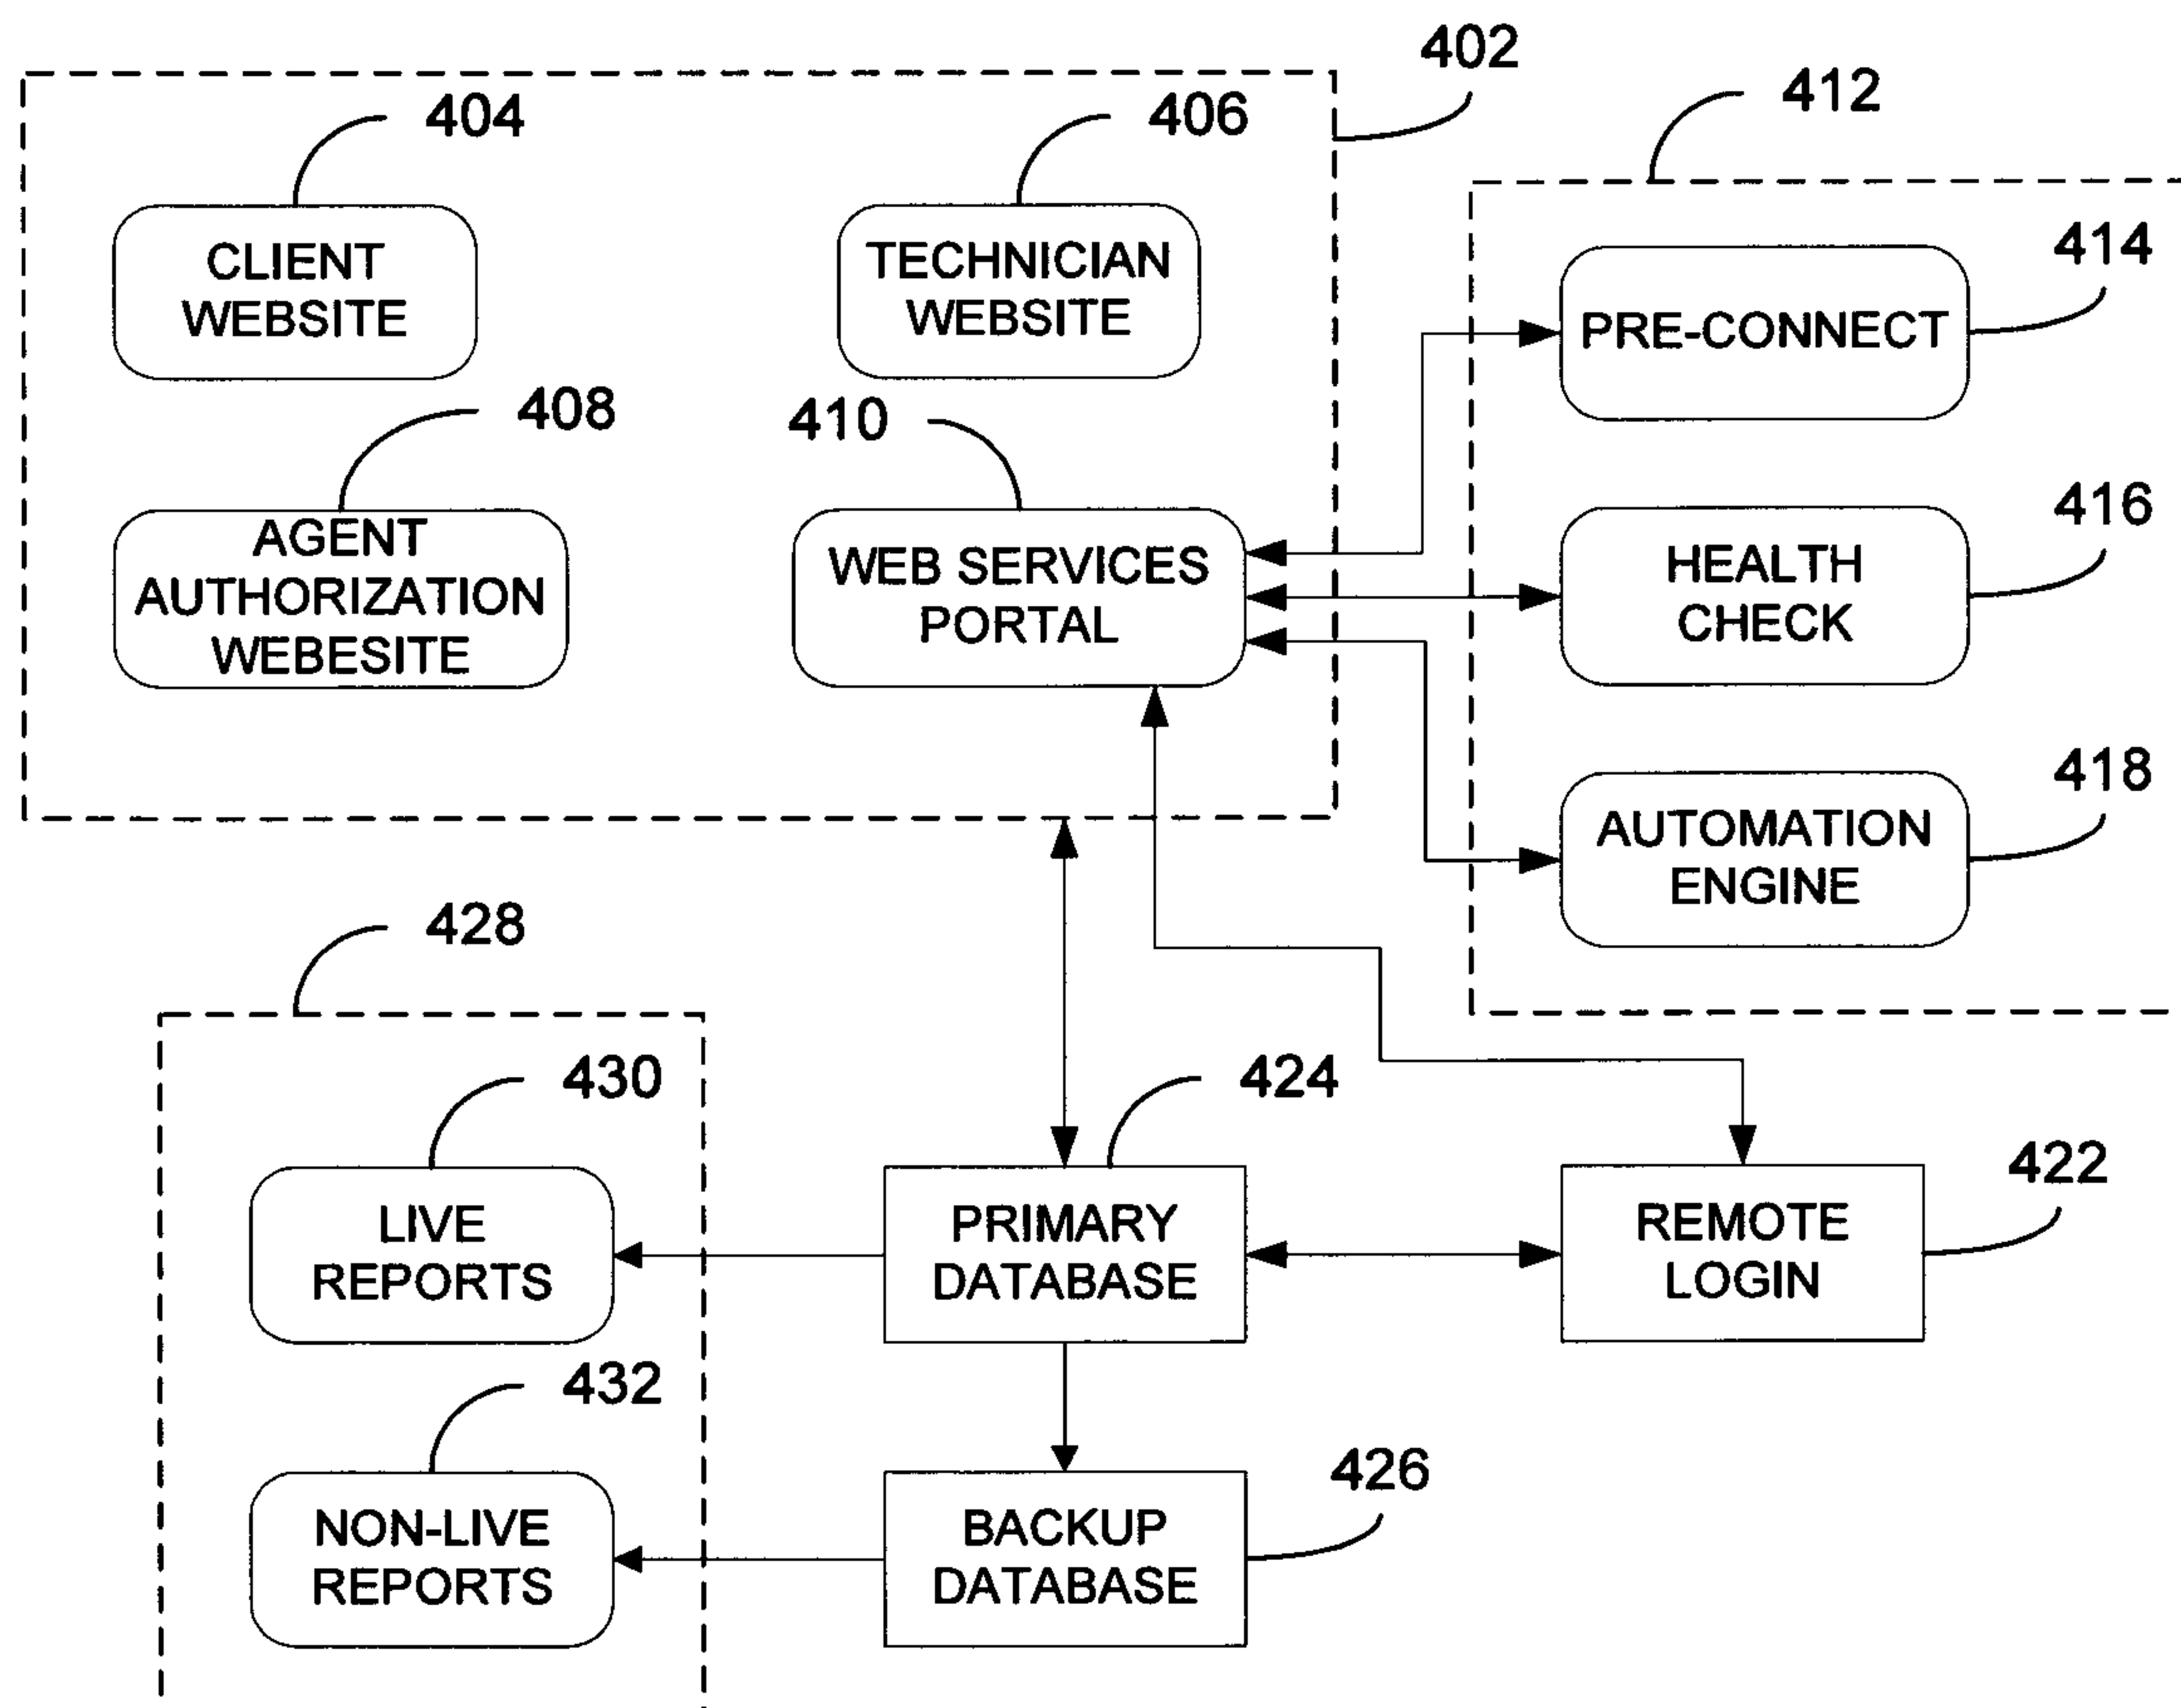 402
412
404
406
CLIENT
WEBSITE
TECHNICIAN
WEBSITE
414
PRE-CONNECT
408
410
AGENT
AUTHORIZATION
WEBESITE
WEB SERVICES
PORTAL
416
HEALTH
CHECK
418
AUTOMATION
ENGINE
428
430
424
422
LIVE
REPORTS
PRIMARY
DATABASE
REMOTE
LOGIN
432
426
NON-LIVE
REPORTS
BACKUP
DATABASE